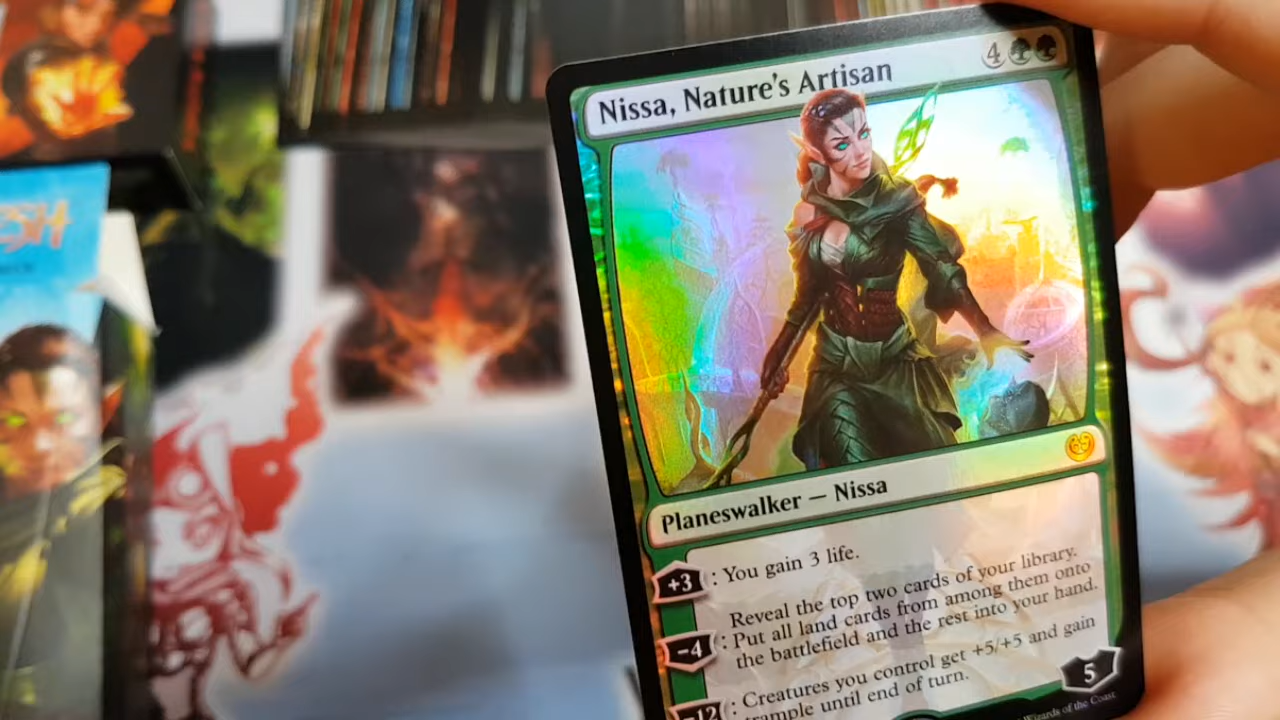 Nissa, Nature's Artisan
4
Planeswalker — Nissa
+3 : You gain 3 life.
Reveal the top two cards of your library.
-4 : Put all land cards from among them onto
the battlefield and the rest into your hand.
-12 : Creatures you control get +5/+5 and gain
trample until end of turn.
5
Wizards of the Coast
ESH